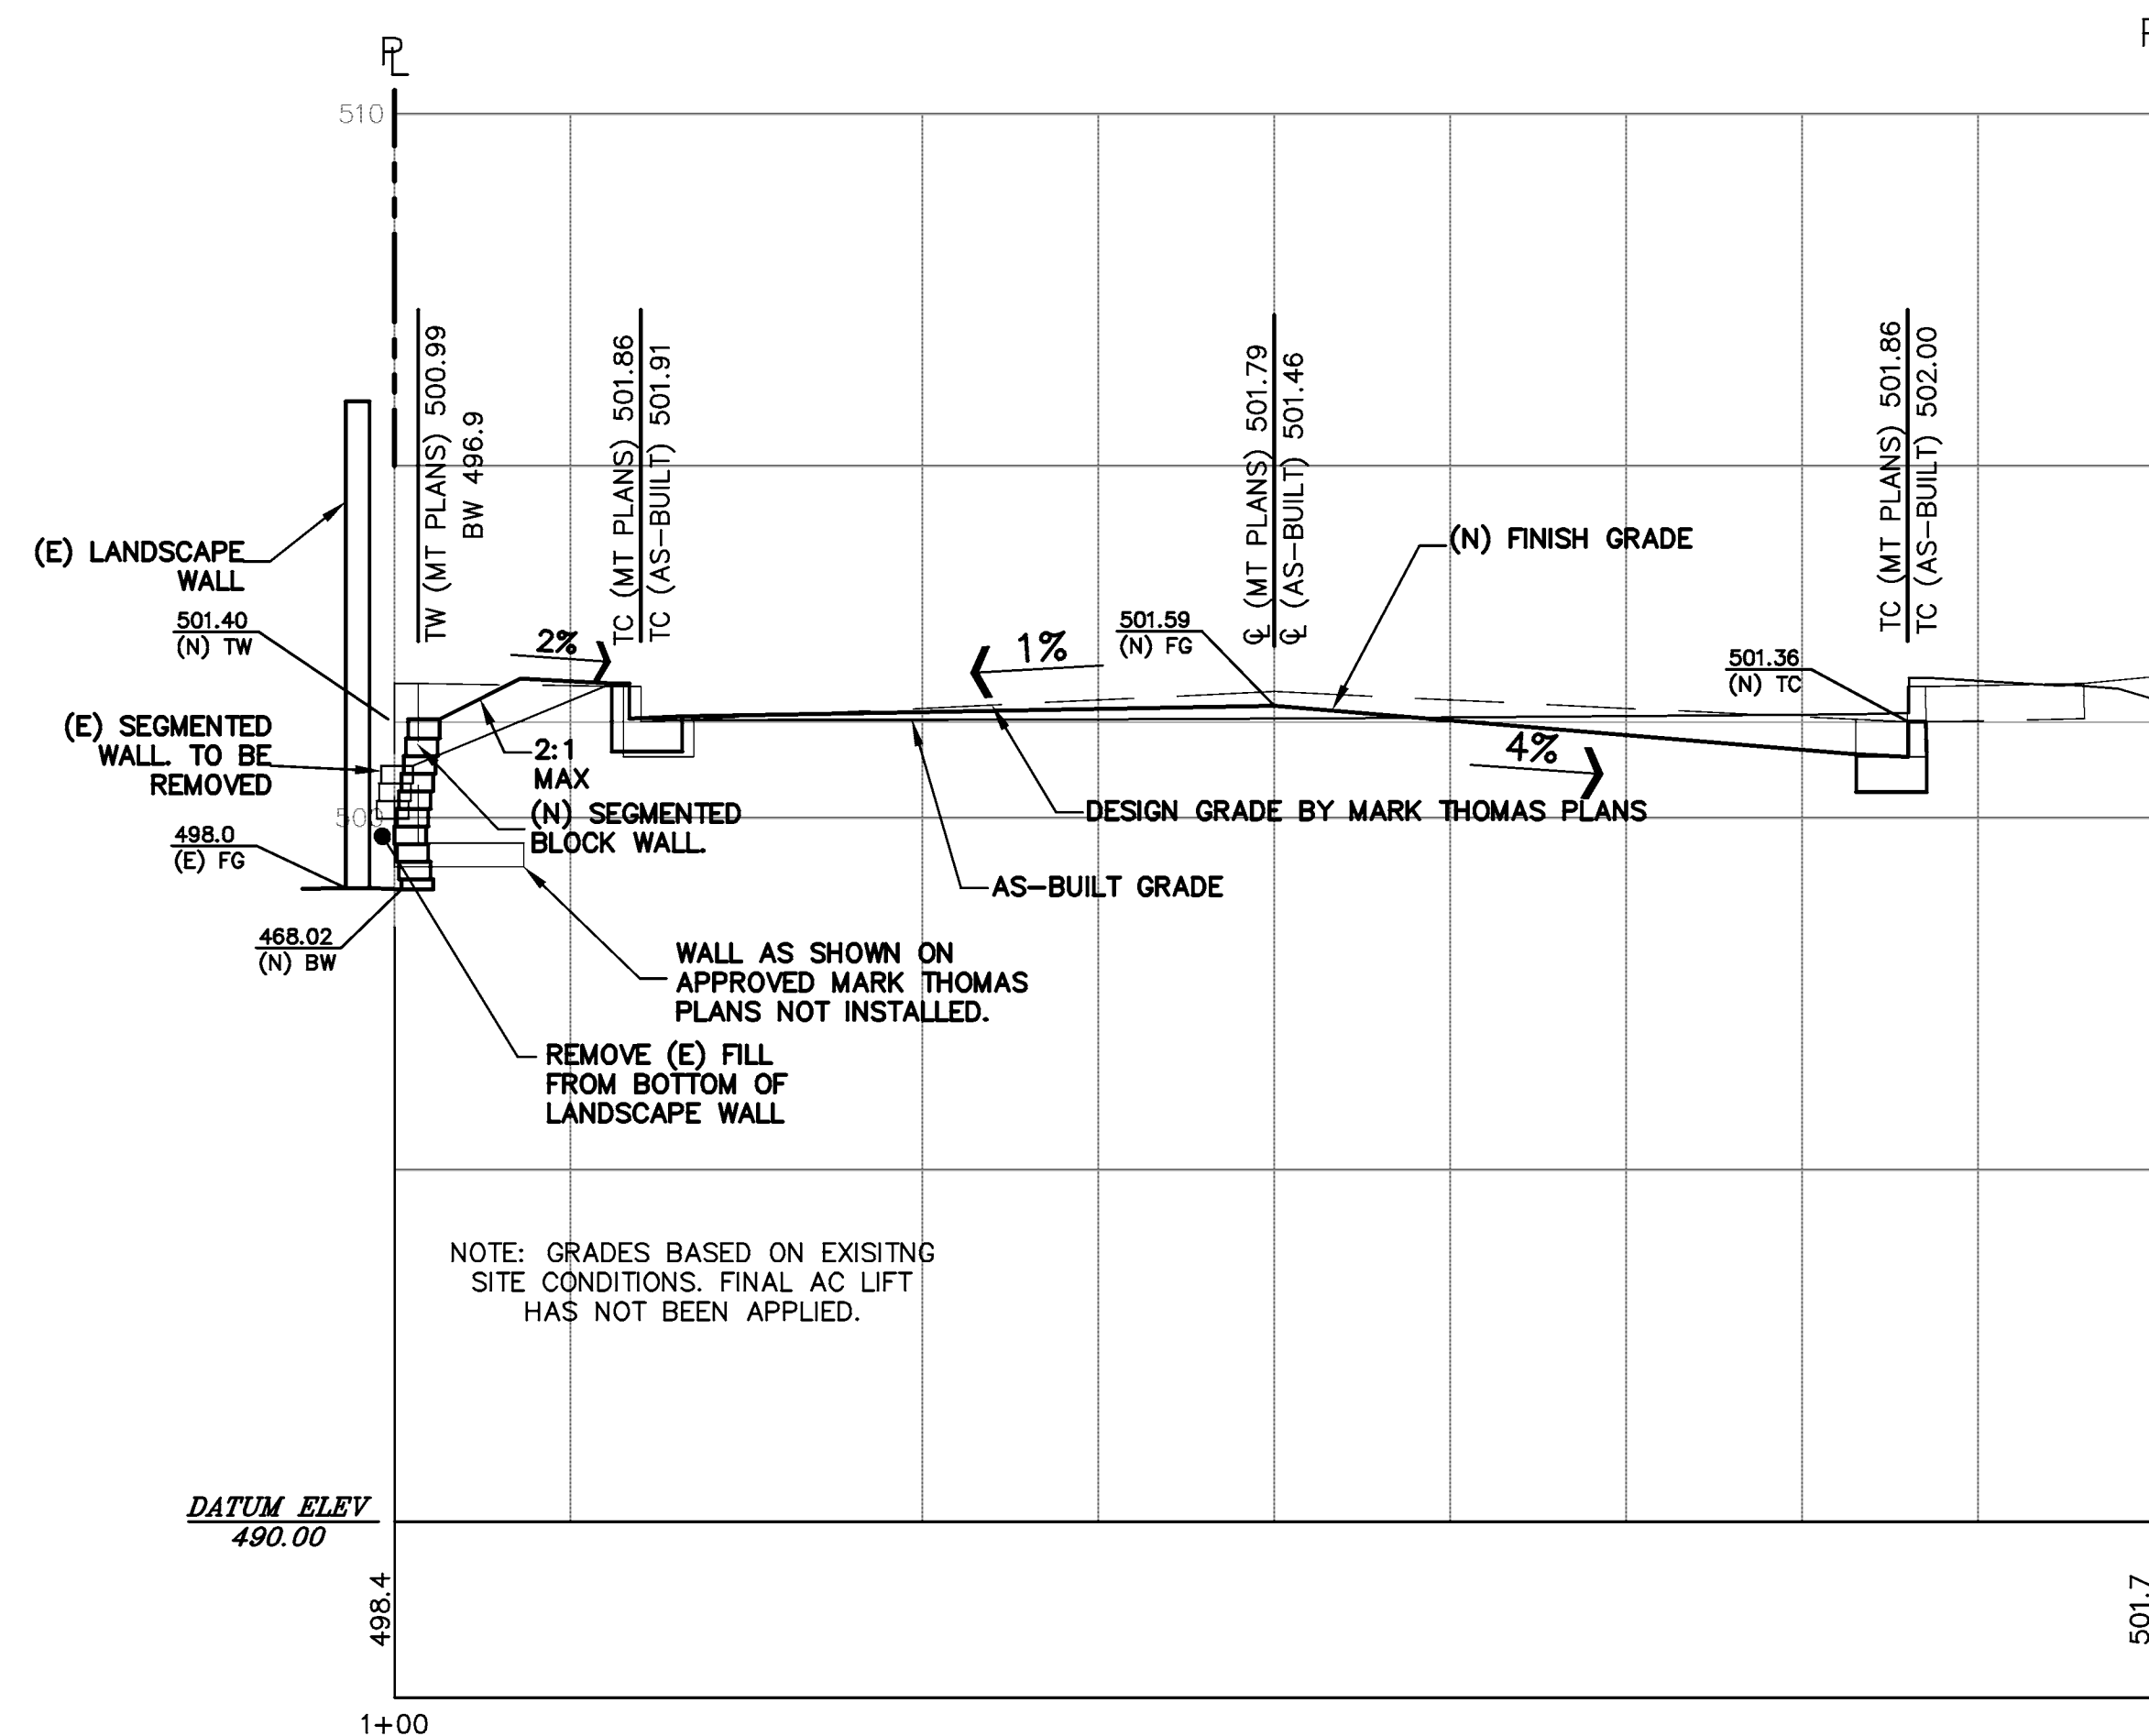 PL
510
TW (MT PLANS) 500.99
BW 496.9
TC (MT PLANS) 501.86
TC (AS-BUILT) 501.91
℄ (MT PLANS) 501.79
℄ (AS-BUILT) 501.46
TC (MT PLANS) 501.86
TC (AS-BUILT) 502.00
(E) LANDSCAPE
WALL
(N) FINISH GRADE
501.40
(N) TW
2%
1%
501.59
(N) FG
501.36
(N) TC
(E) SEGMENTED
WALL. TO BE
REMOVED
2:1
MAX
4%
(N) SEGMENTED
BLOCK WALL.
DESIGN GRADE BY MARK THOMAS PLANS
500
498.0
(E) FG
AS-BUILT GRADE
468.02
(N) BW
WALL AS SHOWN ON
APPROVED MARK THOMAS
PLANS NOT INSTALLED.
REMOVE (E) FILL
FROM BOTTOM OF
LANDSCAPE WALL
NOTE: GRADES BASED ON EXISITNG
SITE CONDITIONS. FINAL AC LIFT
HAS NOT BEEN APPLIED.
DATUM ELEV
490.00
498.4
501.7
1+00